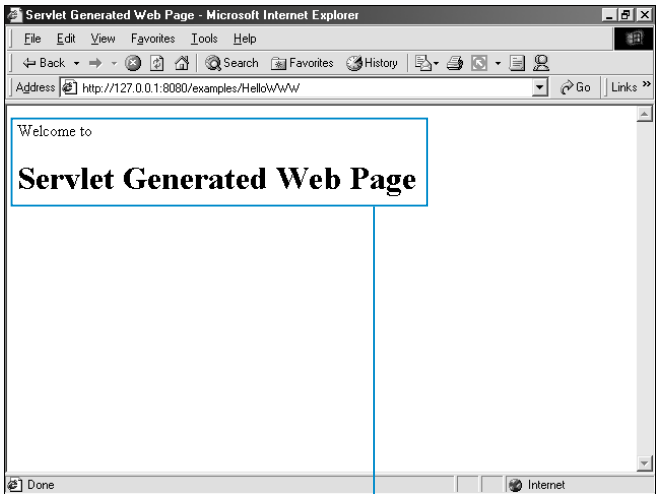 Servlet Generated Web Page - Microsoft Internet Explorer
File Edit View Favorites Tools Help
Back Search Favorites History
Address http://127.0.0.1:8080/examples/HelloWWW Go Links »
Welcome to
Servlet Generated Web Page
Done Internet